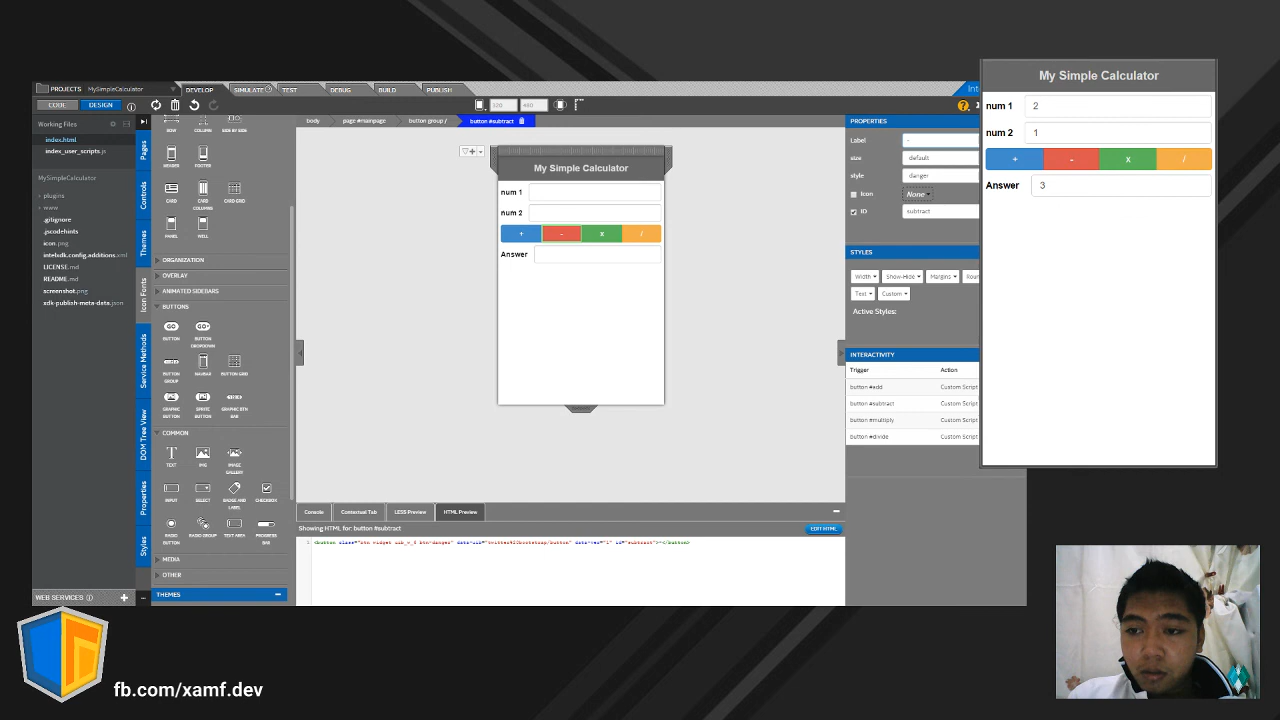 PROJECTS MySimpleCalculator
DEVELOP
SIMULATE
TEST
DEBUG
BUILD
PUBLISH
CODE
DESIGN
320
480
Working Files
index.html
index_user_scripts.js
MySimpleCalculator
plugins
www
.gitignore
.jscodehints
icon.png
intelxdk.config.additions.xml
LICENSE.md
README.md
screenshot.png
xdk-publish-meta-data.json
WEB SERVICES
Pages
Controls
Themes
Icon Fonts
Service Methods
DOM Tree View
Properties
Styles
ROW
COLUMN
SIDE BY SIDE
HEADER
FOOTER
CARD
CARD COLUMNS
CARD GRID
PANEL
WELL
ORGANIZATION
OVERLAY
ANIMATED SIDEBARS
BUTTONS
BUTTON
BUTTON DROPDOWN
BUTTON GROUP
NAVBAR
BUTTON GRID
GRAPHIC BUTTON
SPRITE BUTTON
GRAPHIC BTN BAR
COMMON
TEXT
IMG
IMAGE GALLERY
INPUT
SELECT
BADGE AND LABEL
CHECKBOX
RADIO BUTTON
RADIO GROUP
TEXT AREA
PROGRESS BAR
MEDIA
OTHER
THEMES
body
page #mainpage
button group /
button #subtract
My Simple Calculator
num 1
num 2
+ - x /
Answer
Console
Contextual Tab
LESS Preview
HTML Preview
Showing HTML for: button #subtract
EDIT HTML
PROPERTIES
Label -
size default
style danger
Icon None
ID subtract
STYLES
Width
Show-Hide
Margins
Text
Custom
Active Styles:
INTERACTIVITY
Trigger Action
button #add Custom Script
button #subtract Custom Script
button #multiply Custom Script
button #divide Custom Script
My Simple Calculator
num 1 2
num 2 1
+ - x /
Answer 3
fb.com/xamf.dev